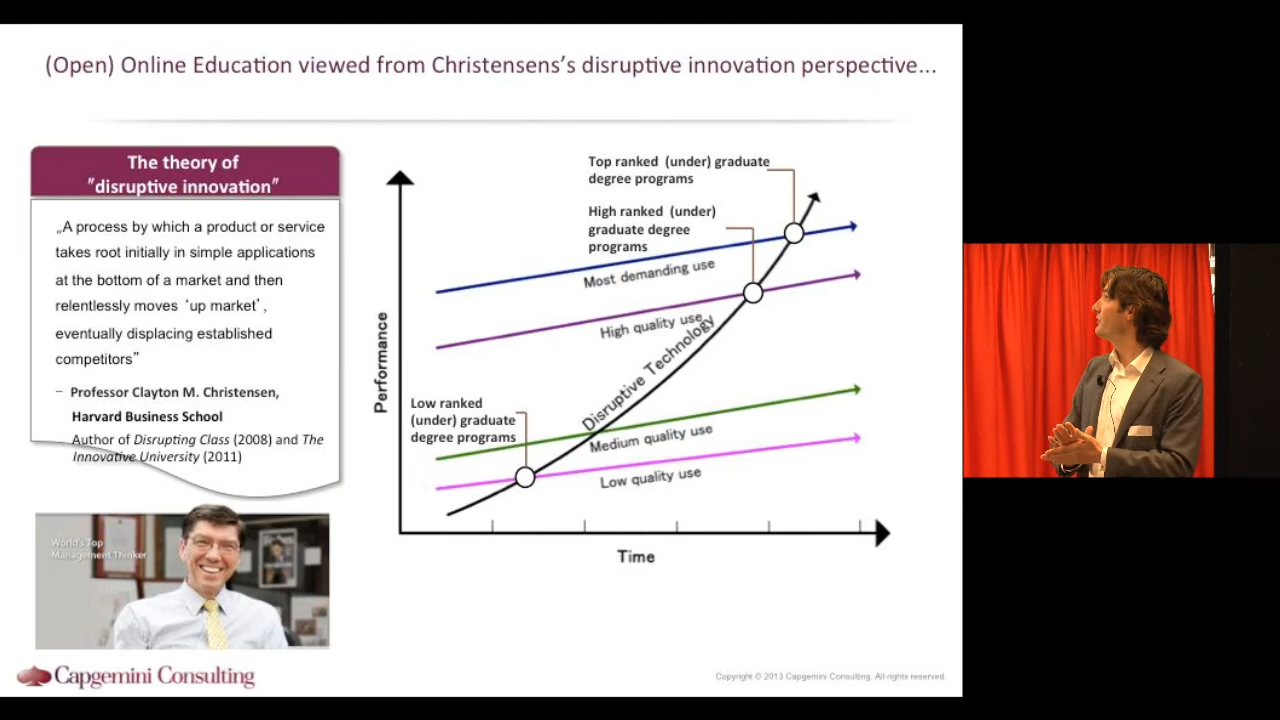 (Open) Online Education viewed from Christensens's disruptive innovation perspective...
The theory of
"disruptive innovation"
„A process by which a product or service
takes root initially in simple applications
at the bottom of a market and then
relentlessly moves ‘up market’,
eventually displacing established
competitors”
– Professor Clayton M. Christensen,
Harvard Business School
Author of Disrupting Class (2008) and The
Innovative University (2011)
World's Top
Management Thinker
Top ranked (under) graduate
degree programs
High ranked (under)
graduate degree
programs
Most demanding use
High quality use
Disruptive Technology
Low ranked
(under) graduate
degree programs
Medium quality use
Low quality use
Performance
Time
Capgemini Consulting
Copyright © 2013 Capgemini Consulting. All rights reserved.